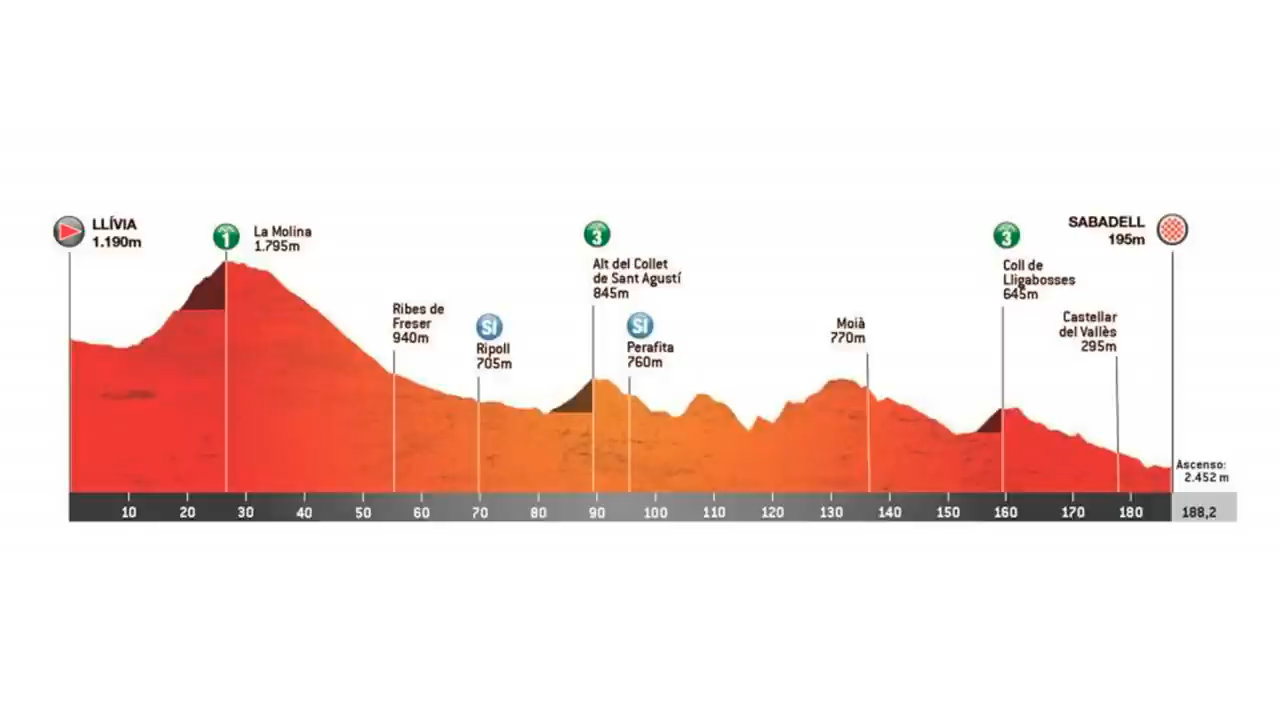 LLÍVIA
1.190m
1
La Molina
1.795m
Ribes de
Freser
940m
SI
Ripoll
705m
3
Alt del Collet
de Sant Agustí
845m
SI
Perafita
760m
Moià
770m
3
Coll de
Lligabosses
645m
Castellar
del Vallès
295m
SABADELL
195m
Ascenso:
2.452 m
10 20 30 40 50 60 70 80 90 100 110 120 130 140 150 160 170 180 188,2